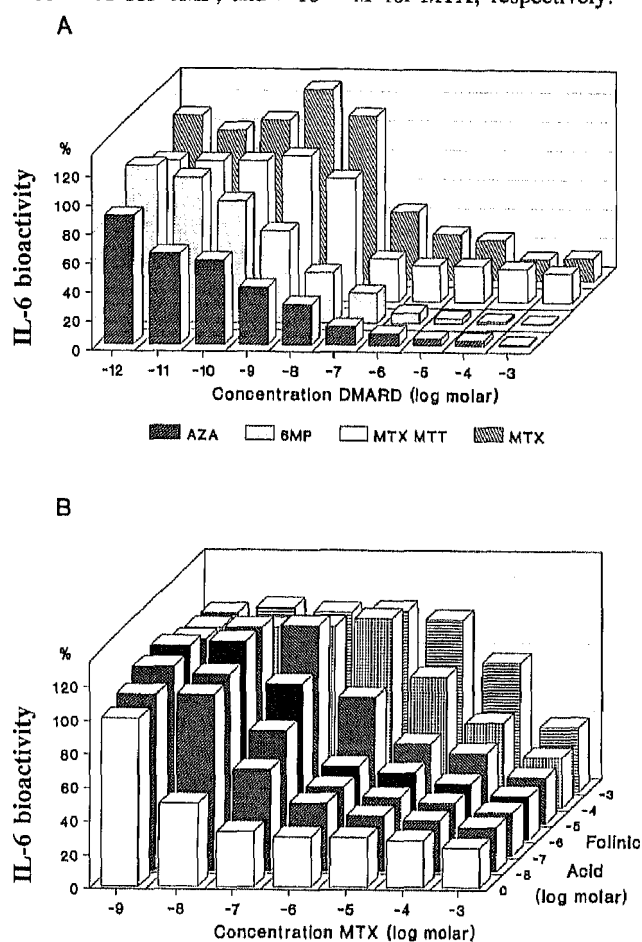 A
%
120
100
80
60
40
20
0
IL-6 bioactivity
-12 -11 -10 -9 -8 -7 -6 -5 -4 -3
Concentration DMARD (log molar)
AZA 6MP MTX MTT MTX
B
%
120
100
80
60
40
20
0
IL-6 bioactivity
-9 -8 -7 -6 -5 -4 -3
Concentration MTX (log molar)
-3
-4
-5
-6
-7
-8
0
Folinic
Acid
(log molar)